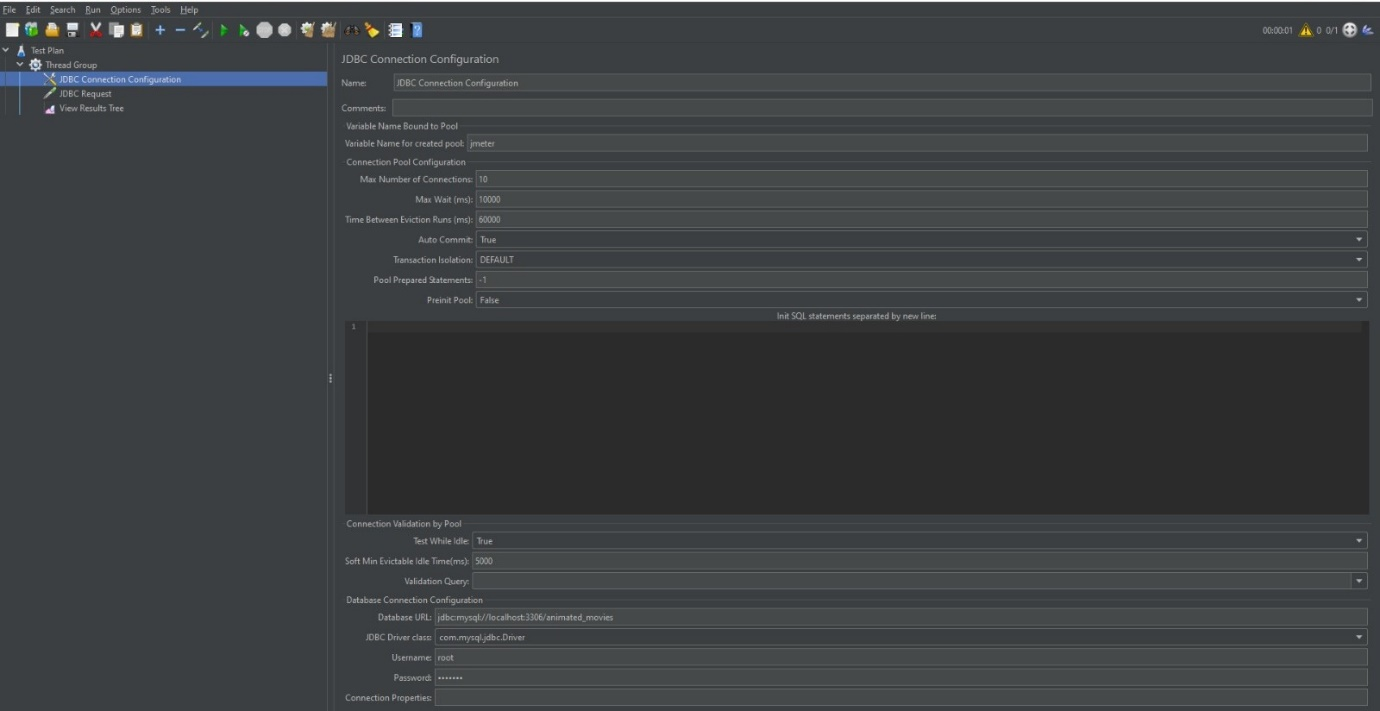 File Edit Search Run Options Tools Help
00:00:01 0 0/1
Test Plan
Thread Group
JDBC Connection Configuration
JDBC Request
View Results Tree
JDBC Connection Configuration
Name: JDBC Connection Configuration
Comments:
Variable Name Bound to Pool
Variable Name for created pool: jmeter
Connection Pool Configuration
Max Number of Connections: 10
Max Wait (ms): 10000
Time Between Eviction Runs (ms): 60000
Auto Commit: True
Transaction Isolation: DEFAULT
Pool Prepared Statements: -1
Preinit Pool: False
Init SQL statements separated by new line:
1
Connection Validation by Pool
Test While Idle: True
Soft Min Evictable Idle Time(ms): 5000
Validation Query:
Database Connection Configuration
Database URL: jdbc:mysql://localhost:3306/animated_movies
JDBC Driver class: com.mysql.jdbc.Driver
Username: root
Password: •••••••
Connection Properties: